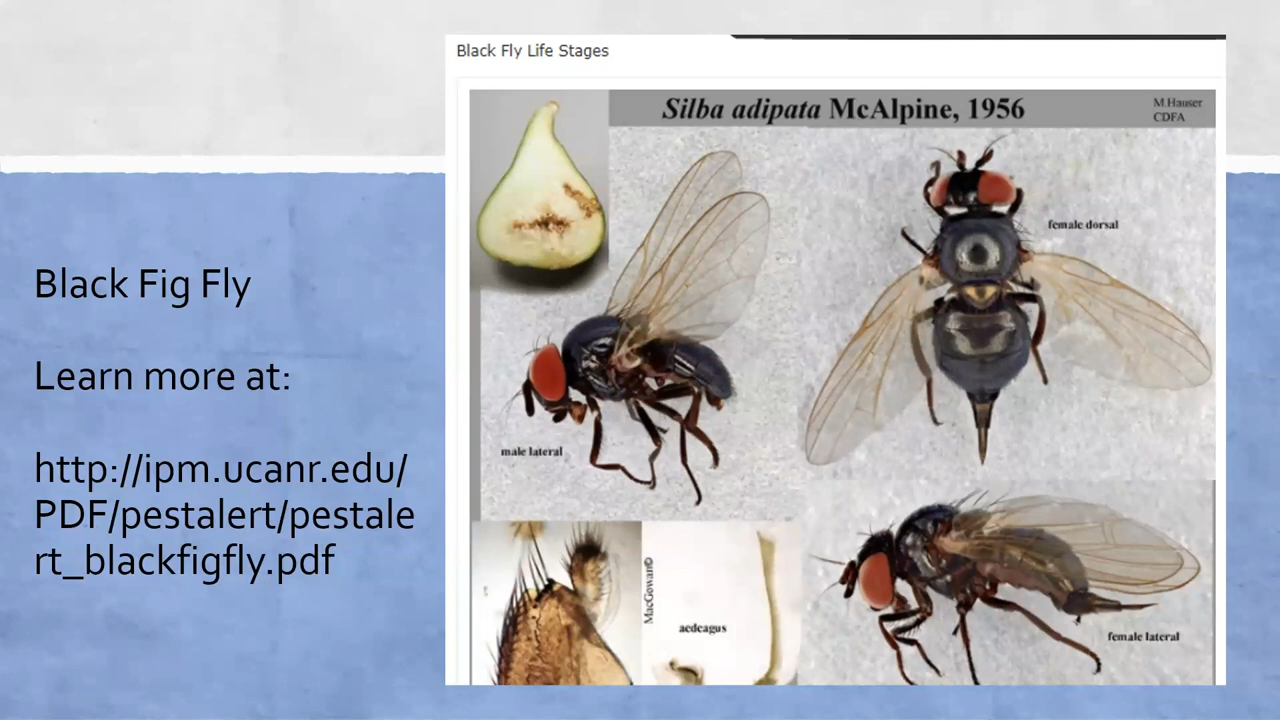 Black Fly Life Stages
Silba adipata McAlpine, 1956
M.Hauser
CDFA
female dorsal
Black Fig Fly
Learn more at:
http://ipm.ucanr.edu/
PDF/pestalert/pestale
rt_blackfigfly.pdf
male lateral
MacGowan©
aedeagus
female lateral